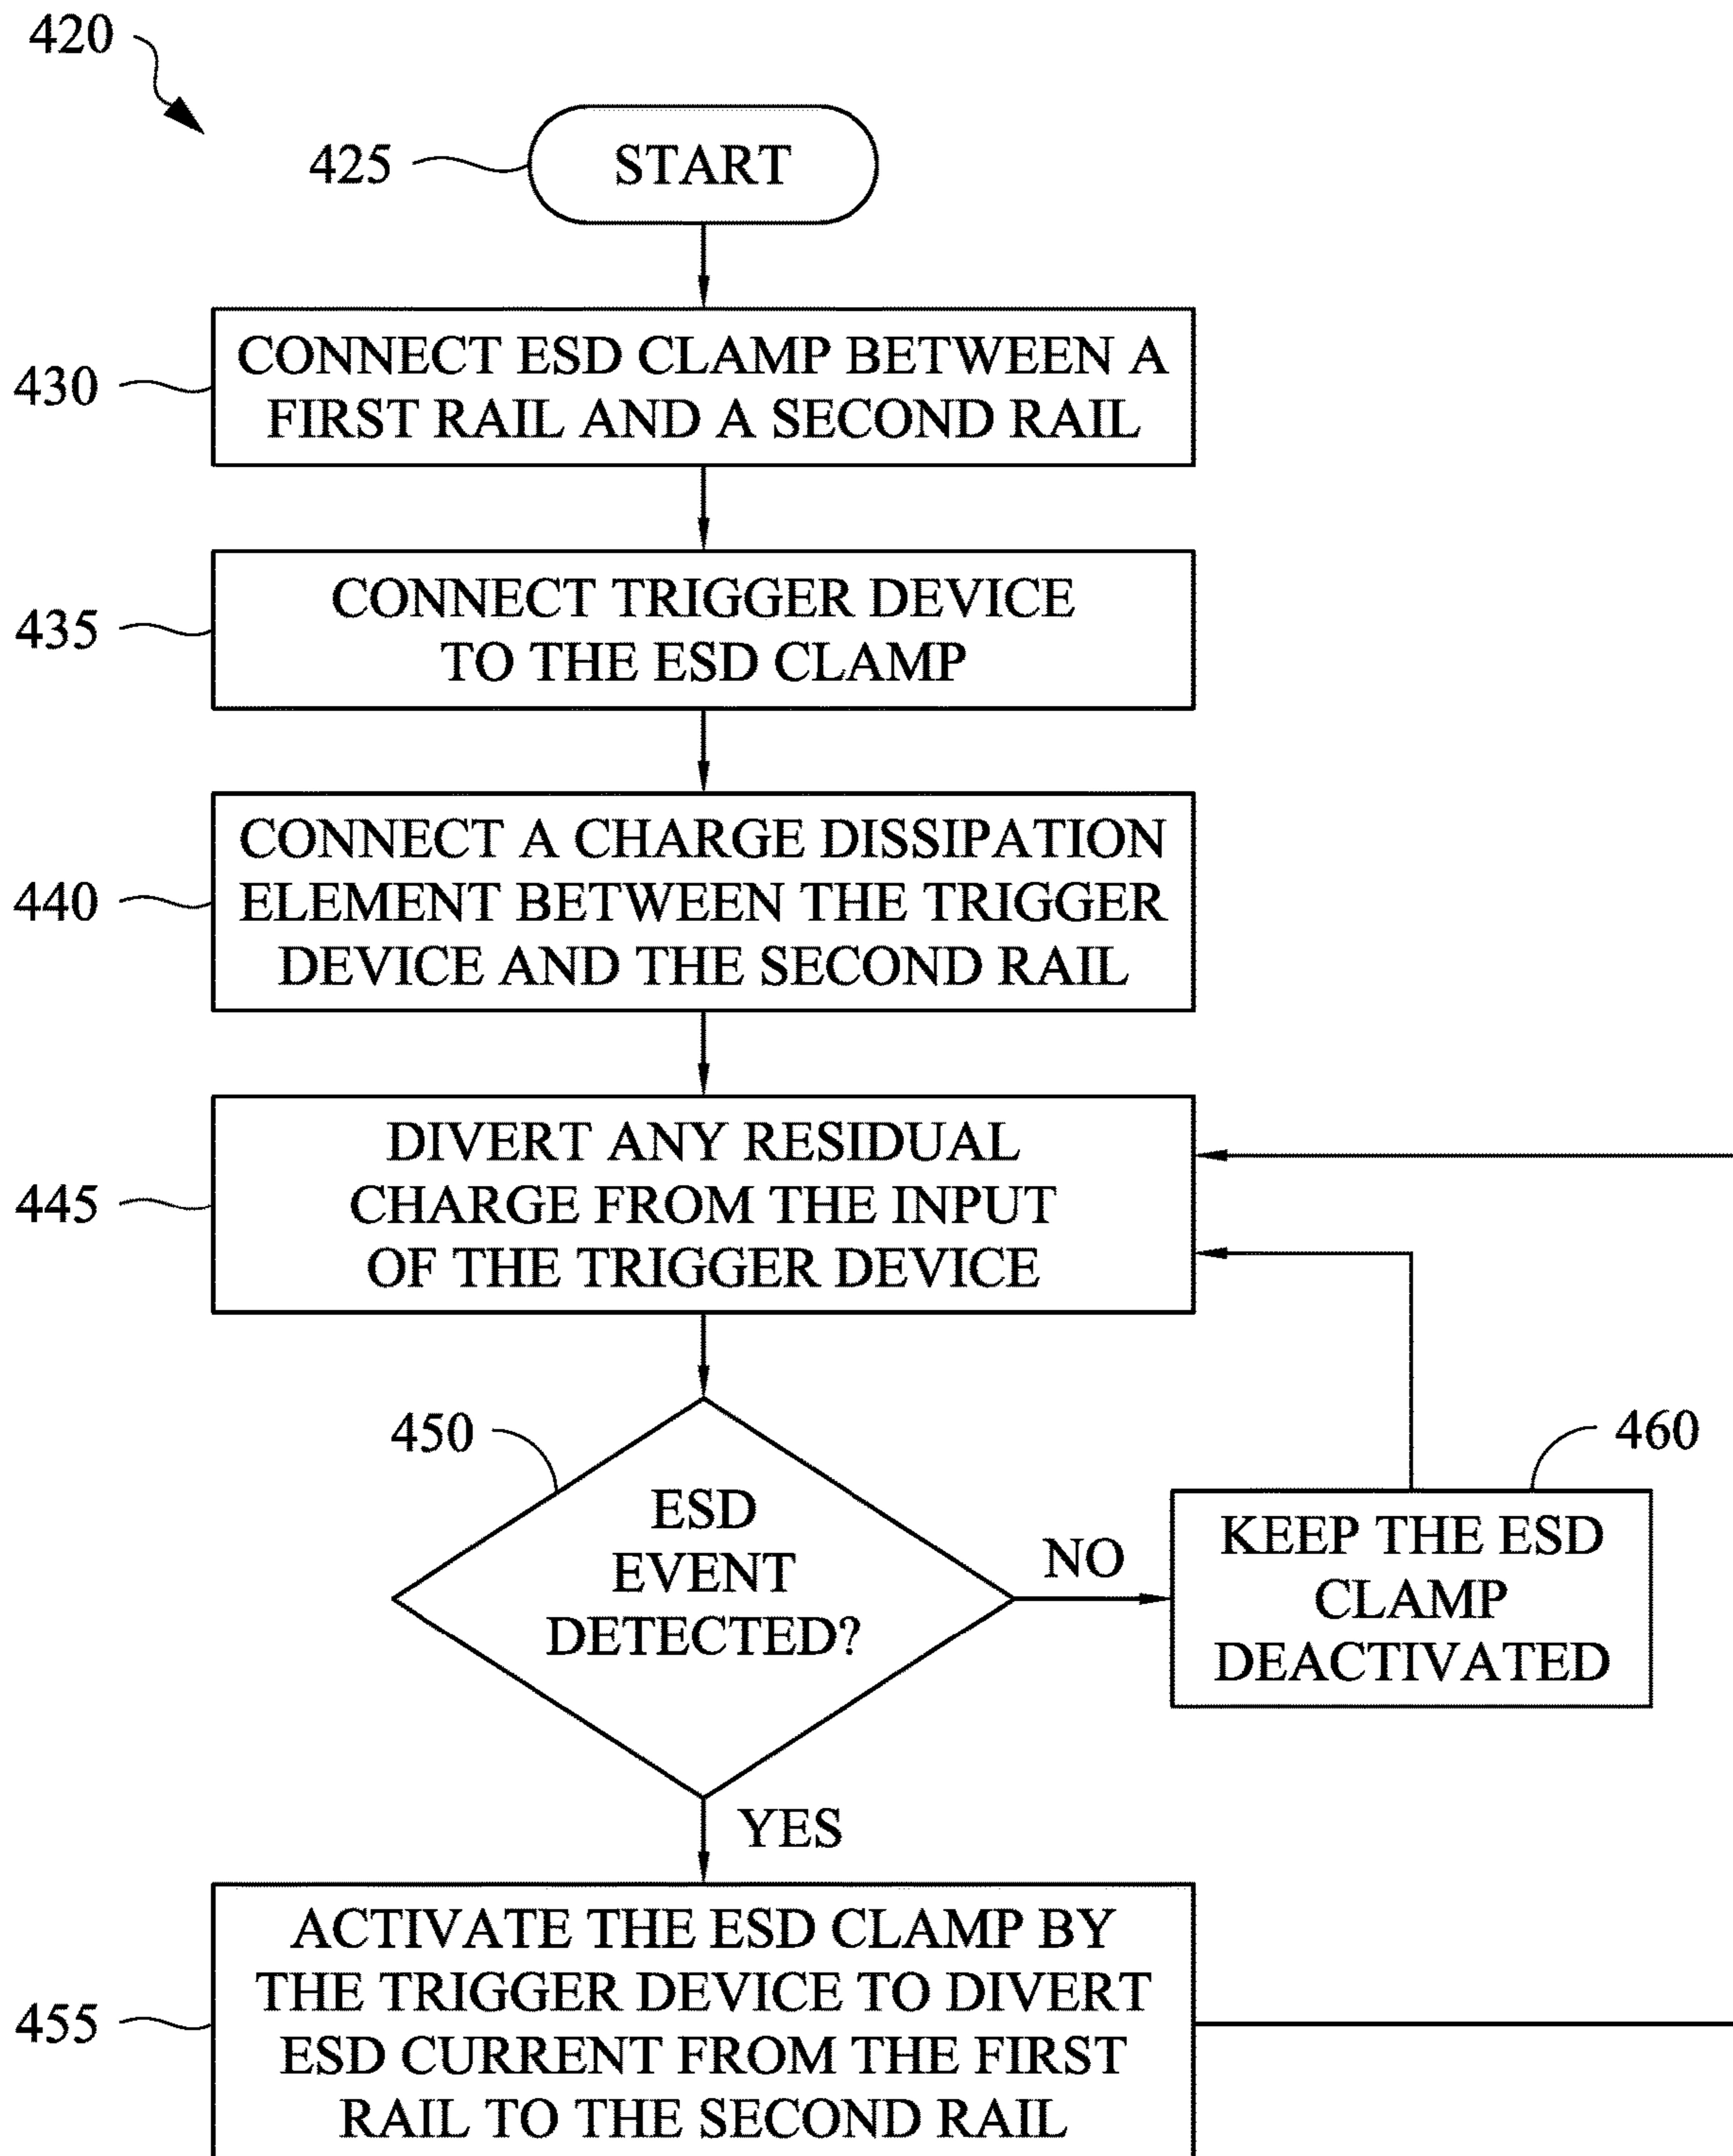 420
425
START
430
CONNECT ESD CLAMP BETWEEN A
FIRST RAIL AND A SECOND RAIL
435
CONNECT TRIGGER DEVICE
TO THE ESD CLAMP
440
CONNECT A CHARGE DISSIPATION
ELEMENT BETWEEN THE TRIGGER
DEVICE AND THE SECOND RAIL
445
DIVERT ANY RESIDUAL
CHARGE FROM THE INPUT
OF THE TRIGGER DEVICE
450
ESD
EVENT
DETECTED?
NO
460
KEEP THE ESD
CLAMP
DEACTIVATED
YES
455
ACTIVATE THE ESD CLAMP BY
THE TRIGGER DEVICE TO DIVERT
ESD CURRENT FROM THE FIRST
RAIL TO THE SECOND RAIL